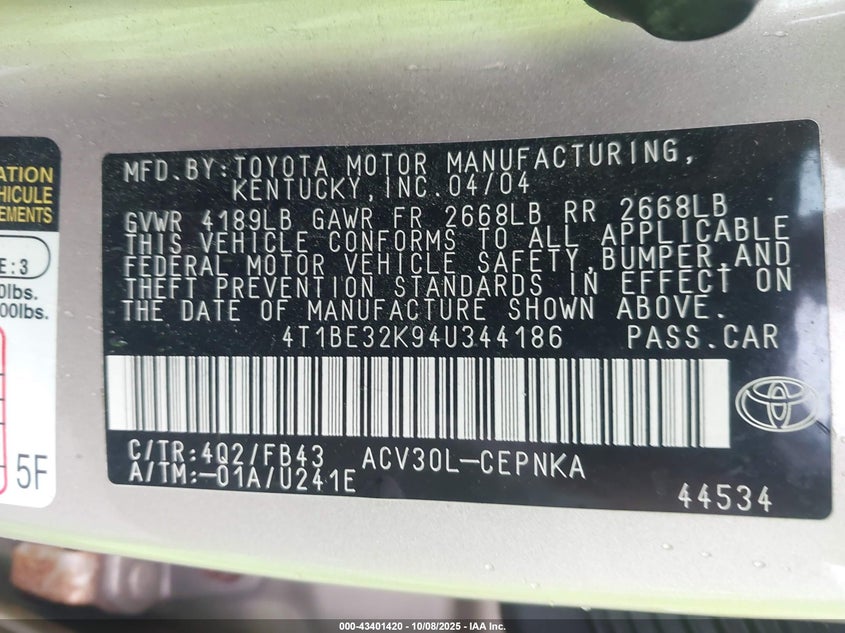 ATION
VEHICULE
EMENTS
E:3
0lbs.
00lbs.
5F
MFD.BY:TOYOTA MOTOR MANUFACTURING,
KENTUCKY,INC.04/04
GVWR 4189LB GAWR FR 2668LB RR 2668LB
THIS VEHICLE CONFORMS TO ALL APPLICABLE
FEDERAL MOTOR VEHICLE SAFETY,BUMPER,AND
THEFT PREVENTION STANDARDS IN EFFECT ON
THE DATE OF MANUFACTURE SHOWN ABOVE.
4T1BE32K94U344186 PASS.CAR
C/TR:4Q2/FB43 ACV30L-CEPNKA
A/TM:-01A/U241E
44534
000-43401420 | 10/08/2025 | IAA Inc.